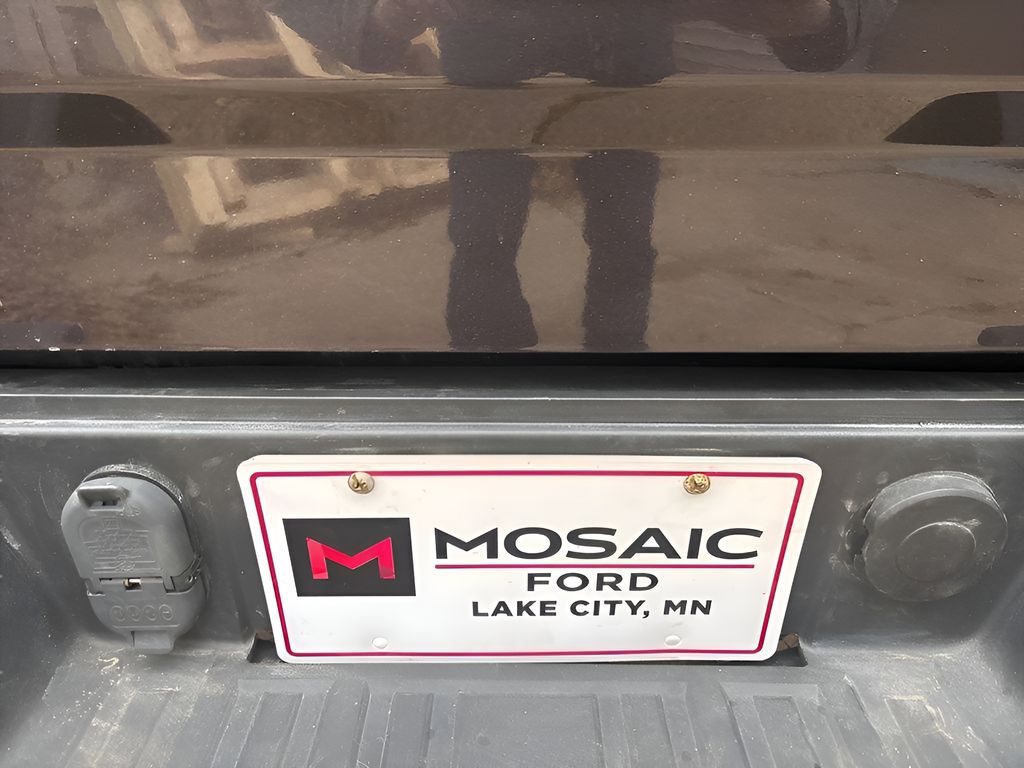 M
MOSAIC
FORD
LAKE CITY, MN